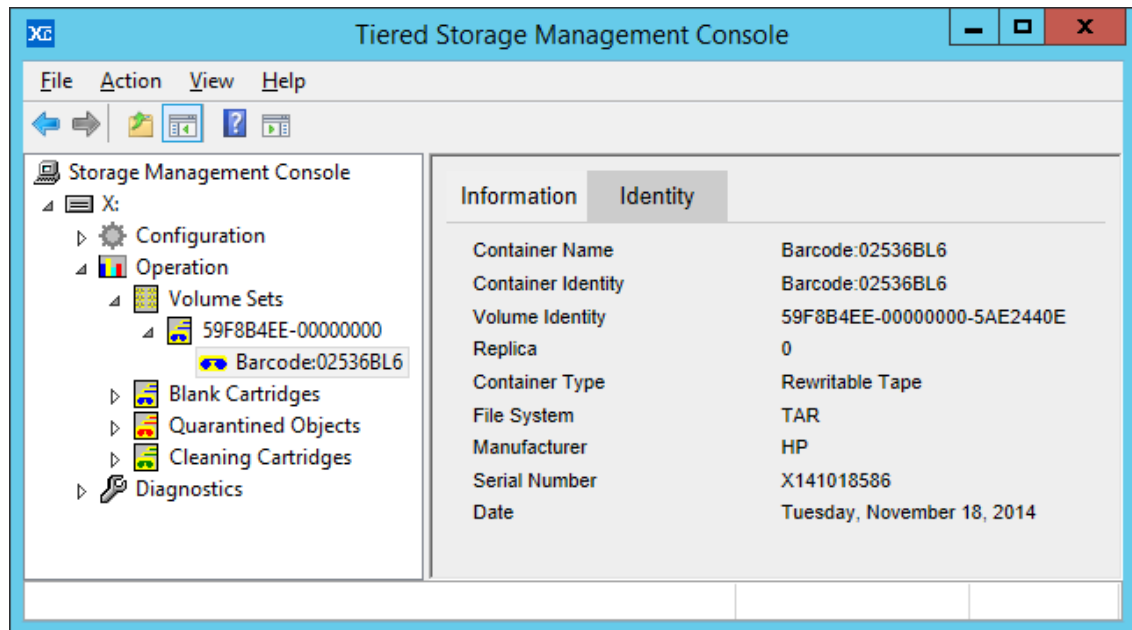 Tiered Storage Management Console
File Action View Help
Storage Management Console
X:
Configuration
Operation
Volume Sets
59F8B4EE-00000000
Barcode:02536BL6
Blank Cartridges
Quarantined Objects
Cleaning Cartridges
Diagnostics
Information Identity
Container Name Barcode:02536BL6
Container Identity Barcode:02536BL6
Volume Identity 59F8B4EE-00000000-5AE2440E
Replica 0
Container Type Rewritable Tape
File System TAR
Manufacturer HP
Serial Number X141018586
Date Tuesday, November 18, 2014